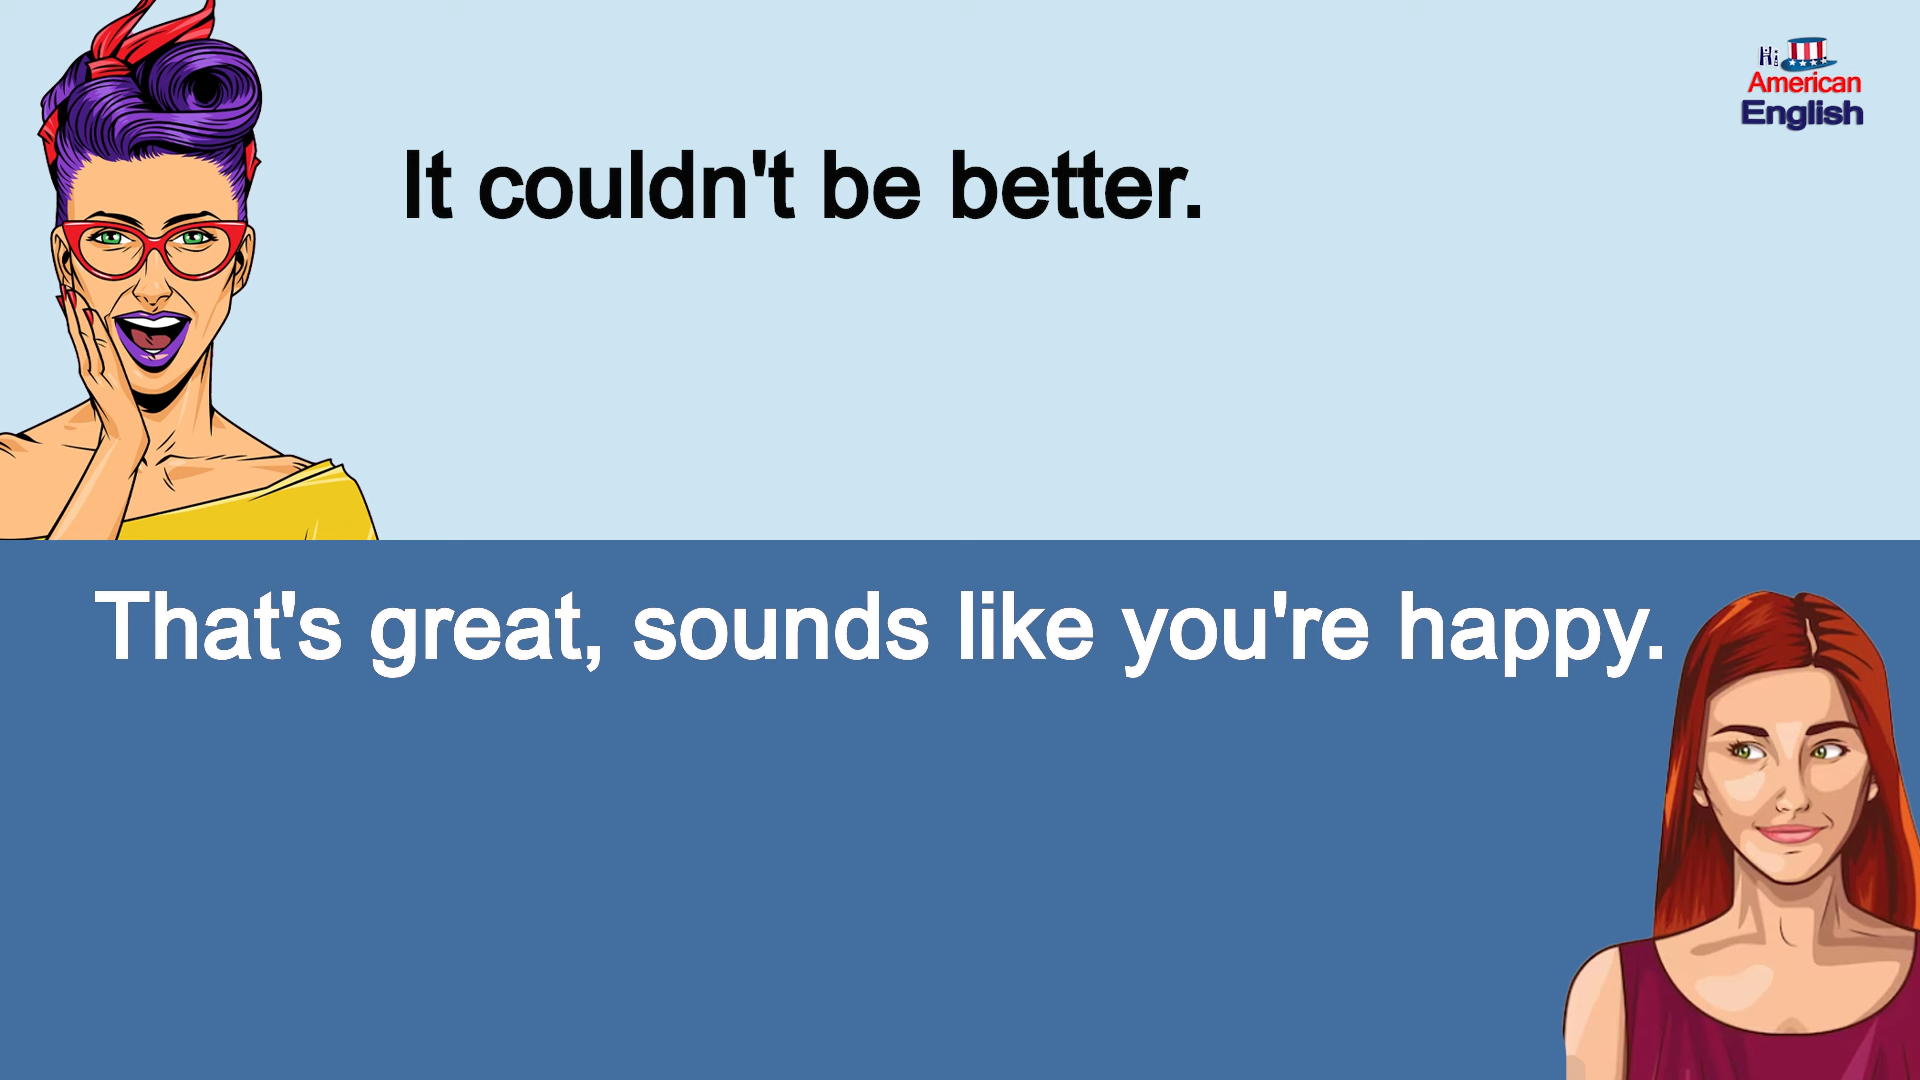 Hi
American
English
It couldn't be better.
That's great, sounds like you're happy.